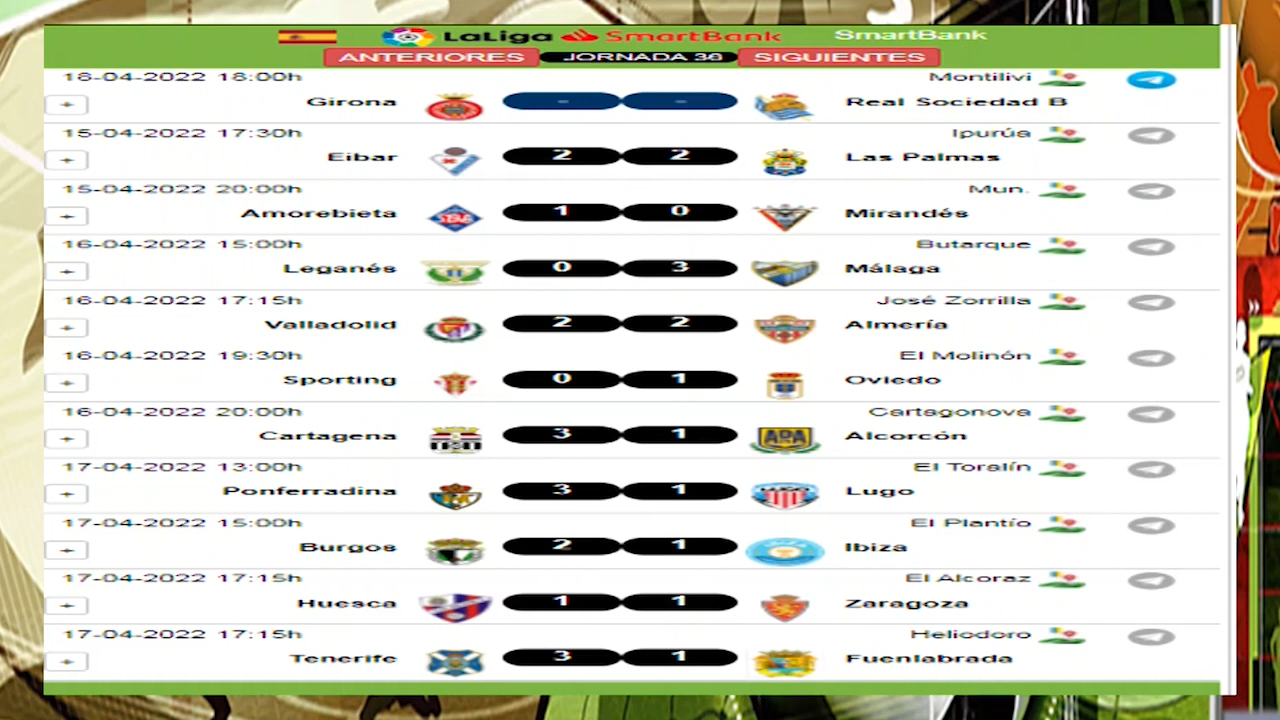 LaLiga SmartBank SmartBank
ANTERIORES JORNADA 36 SIGUIENTES
18-04-2022 18:00h Montilivi
+ Girona - - Real Sociedad B
15-04-2022 17:30h Ipurúa
+ Eibar 2 2 Las Palmas
15-04-2022 20:00h Mun.
+ Amorebieta 1 0 Mirandés
16-04-2022 15:00h Butarque
+ Leganés 0 3 Málaga
16-04-2022 17:15h José Zorrilla
+ Valladolid 2 2 Almería
16-04-2022 19:30h El Molinón
+ Sporting 0 1 Oviedo
16-04-2022 20:00h Cartagonova
+ Cartagena 3 1 Alcorcón
17-04-2022 13:00h El Toralín
+ Ponferradina 3 1 Lugo
17-04-2022 15:00h El Plantío
+ Burgos 2 1 Ibiza
17-04-2022 17:15h El Alcoraz
+ Huesca 1 1 Zaragoza
17-04-2022 17:15h Heliodoro
+ Tenerife 3 1 Fuenlabrada